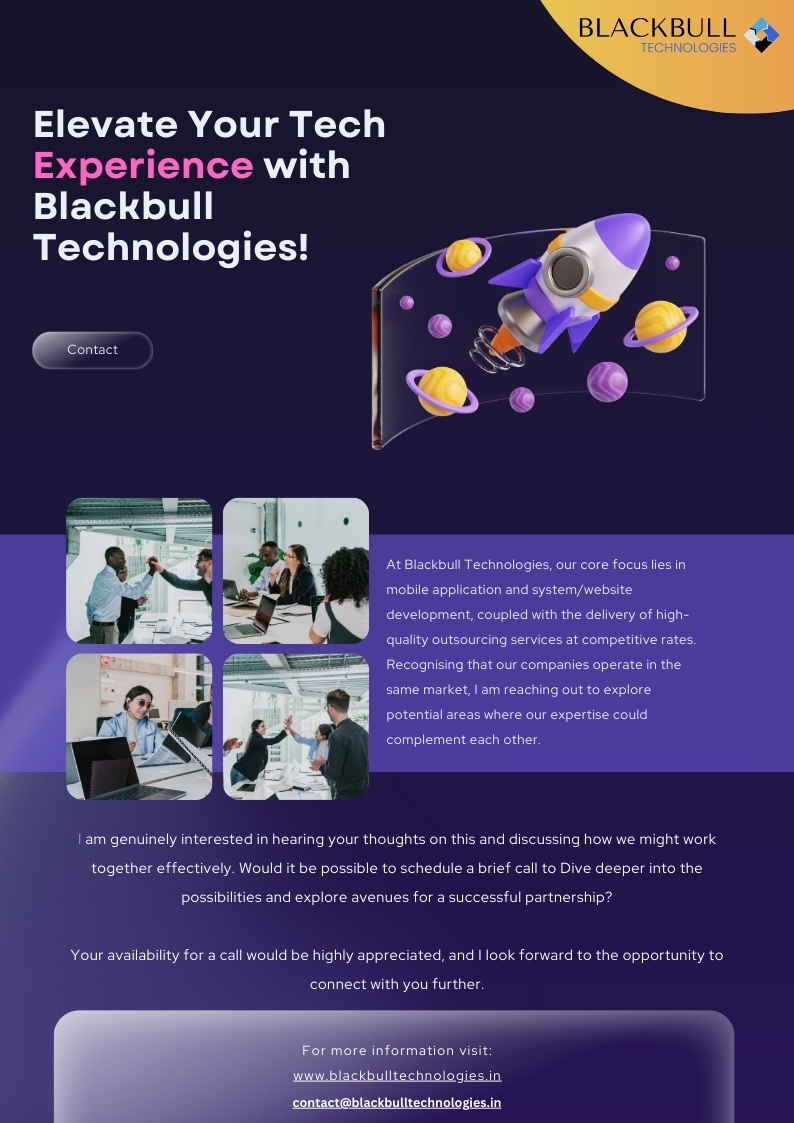 BLACKBULL
TECHNOLOGIES
Elevate Your Tech
Experience with
Blackbull
Technologies!
Contact
At Blackbull Technologies, our core focus lies in
mobile application and system/website
development, coupled with the delivery of high-
quality outsourcing services at competitive rates.
Recognising that our companies operate in the
same market, I am reaching out to explore
potential areas where our expertise could
complement each other.
I am genuinely interested in hearing your thoughts on this and discussing how we might work
together effectively. Would it be possible to schedule a brief call to Dive deeper into the
possibilities and explore avenues for a successful partnership?
Your availability for a call would be highly appreciated, and I look forward to the opportunity to
connect with you further.
For more information visit:
www.blackbulltechnologies.in
contact@blackbulltechnologies.in